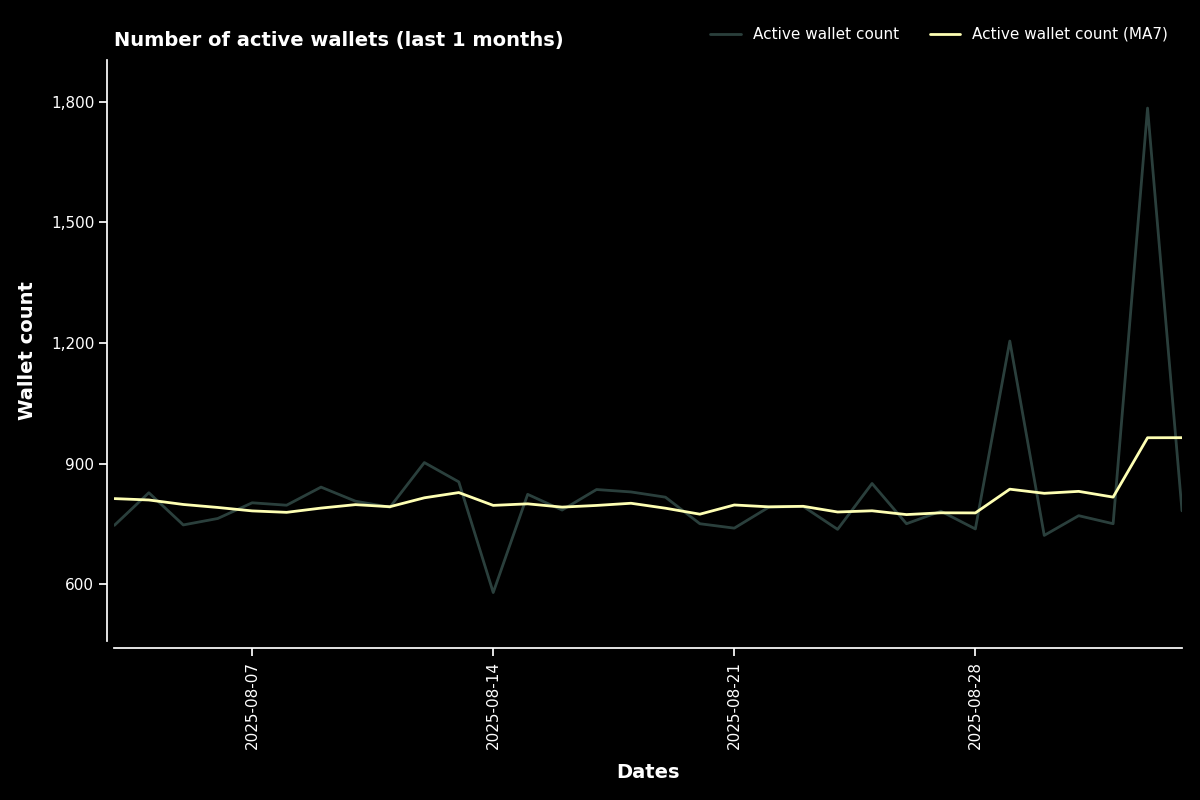 Number of active wallets (last 1 months)
Active wallet count
Active wallet count (MA7)
1,800
1,500
1,200
900
600
Wallet count
2025-08-07
2025-08-14
2025-08-21
2025-08-28
Dates